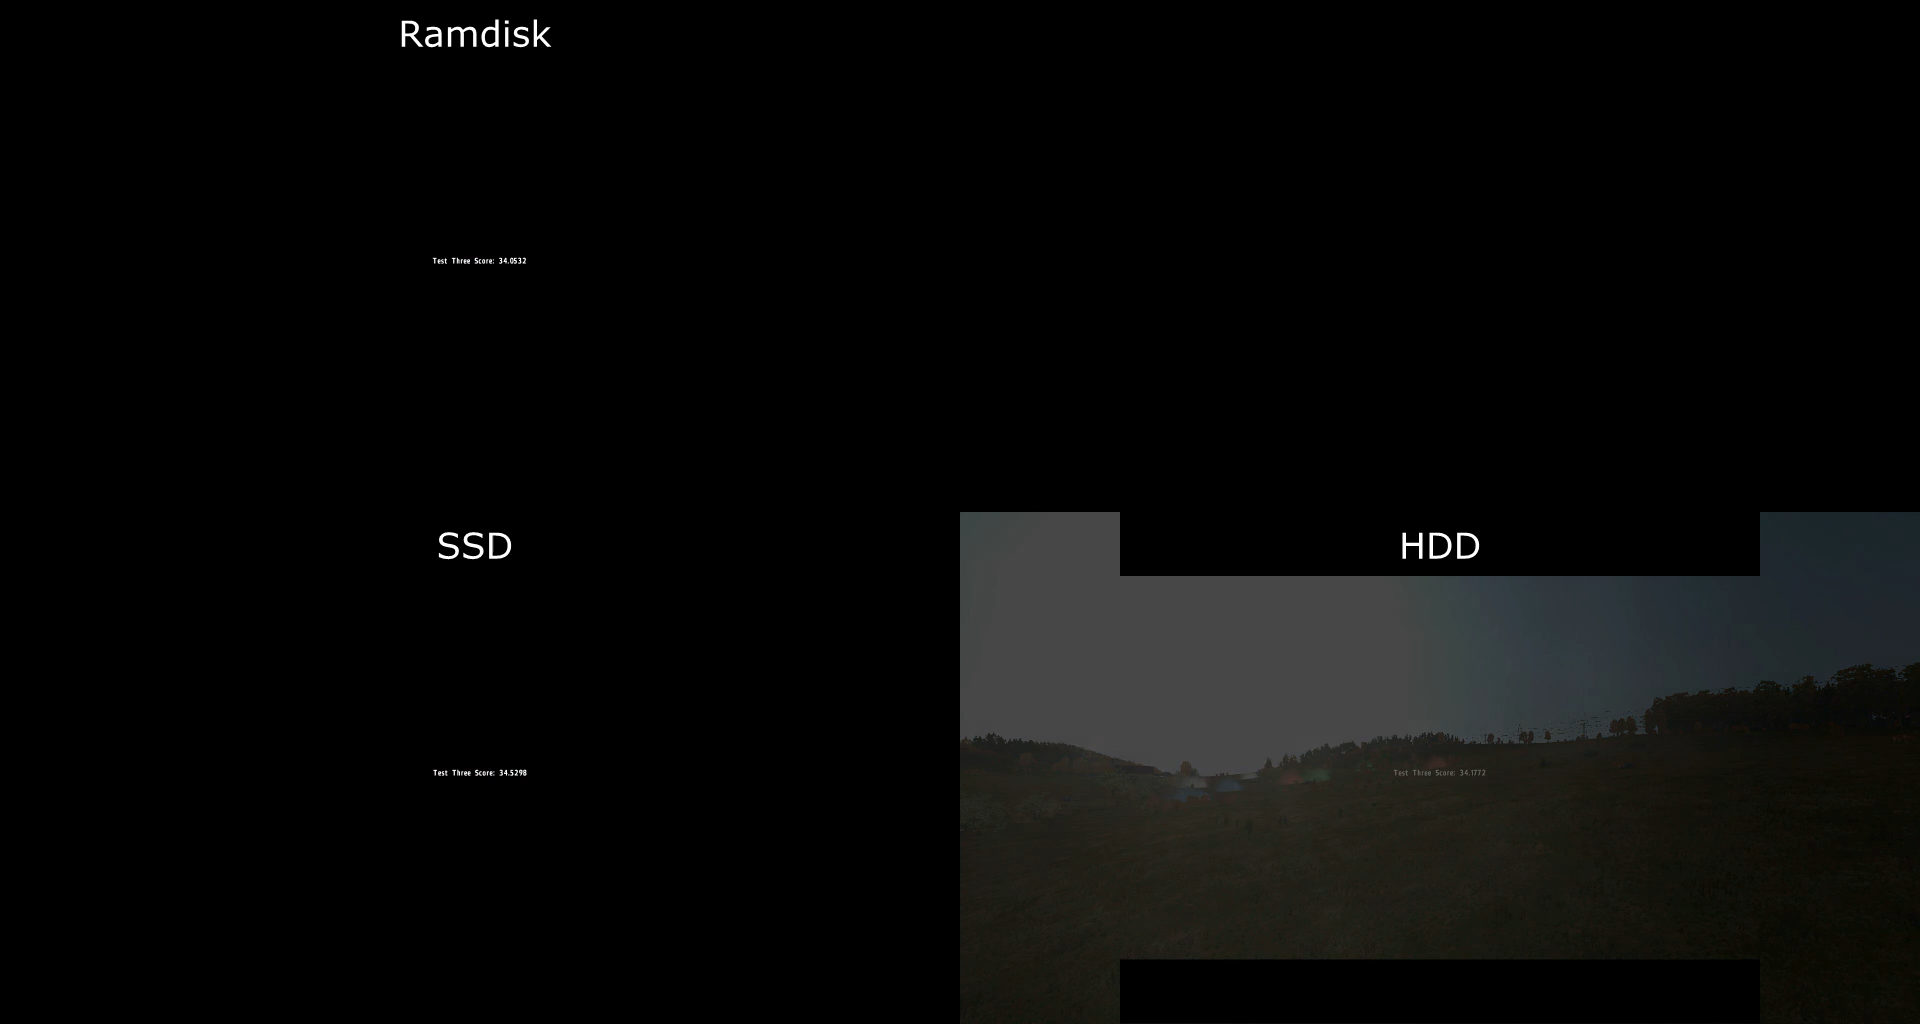 Ramdisk
Test Three Score: 34.0532
SSD
HDD
Test Three Score: 34.5298
Test Three Score: 34.1772